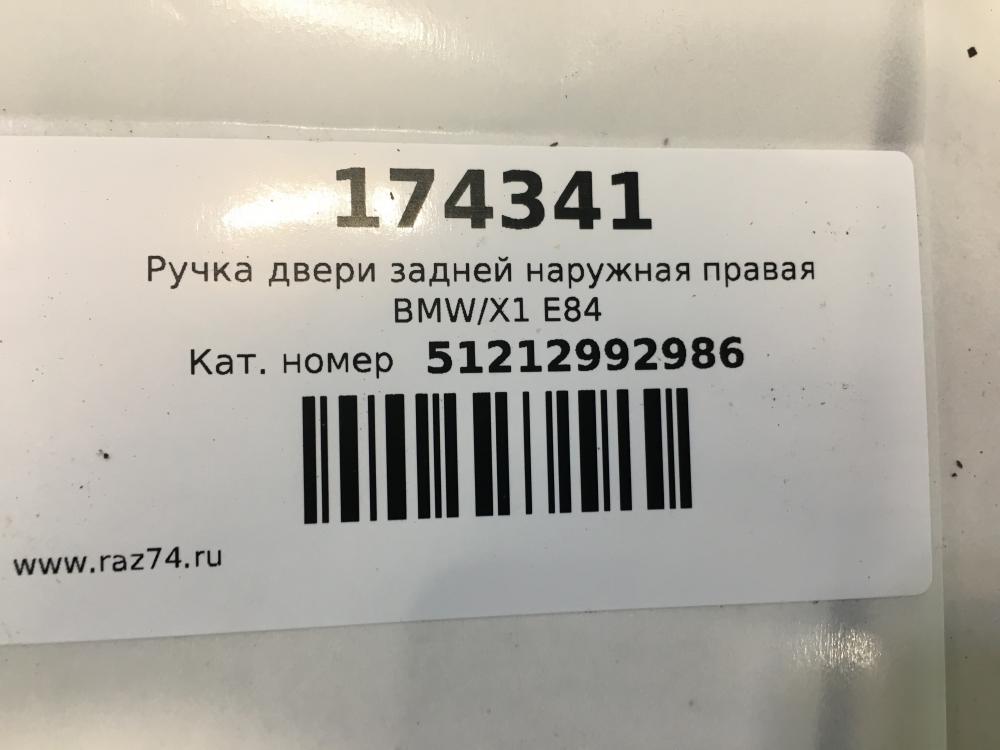 174341
Ручка двери задней наружная правая
BMW/X1 E84
Кат. номер 51212992986
www.raz74.ru